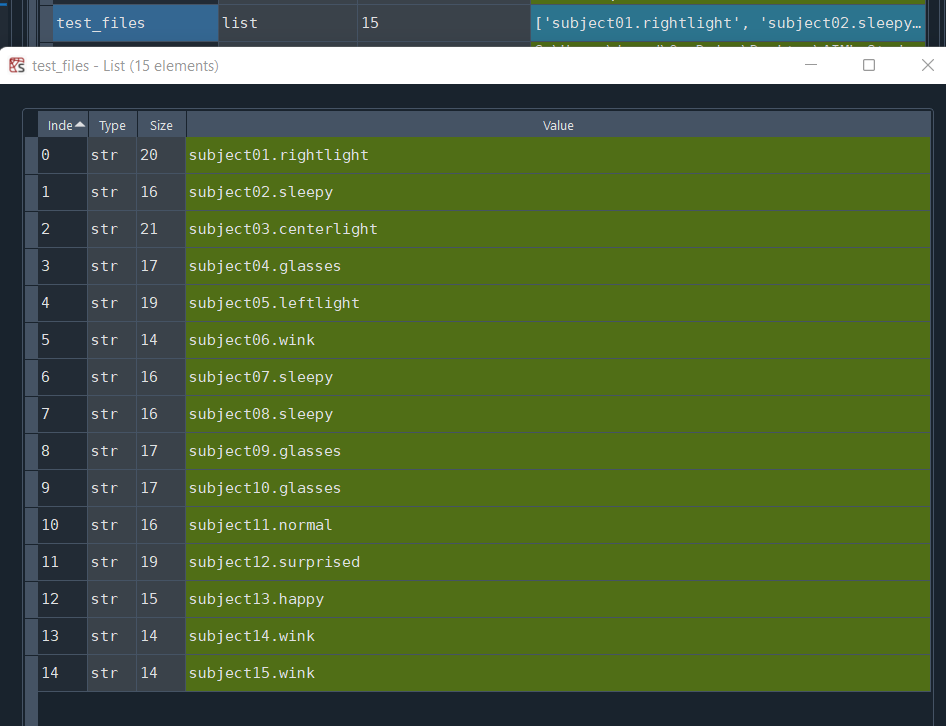 test_files list 15 ['subject01.rightlight', 'subject02.sleepy…
test_files - List (15 elements)
Inde Type Size Value
0 str 20 subject01.rightlight
1 str 16 subject02.sleepy
2 str 21 subject03.centerlight
3 str 17 subject04.glasses
4 str 19 subject05.leftlight
5 str 14 subject06.wink
6 str 16 subject07.sleepy
7 str 16 subject08.sleepy
8 str 17 subject09.glasses
9 str 17 subject10.glasses
10 str 16 subject11.normal
11 str 19 subject12.surprised
12 str 15 subject13.happy
13 str 14 subject14.wink
14 str 14 subject15.wink